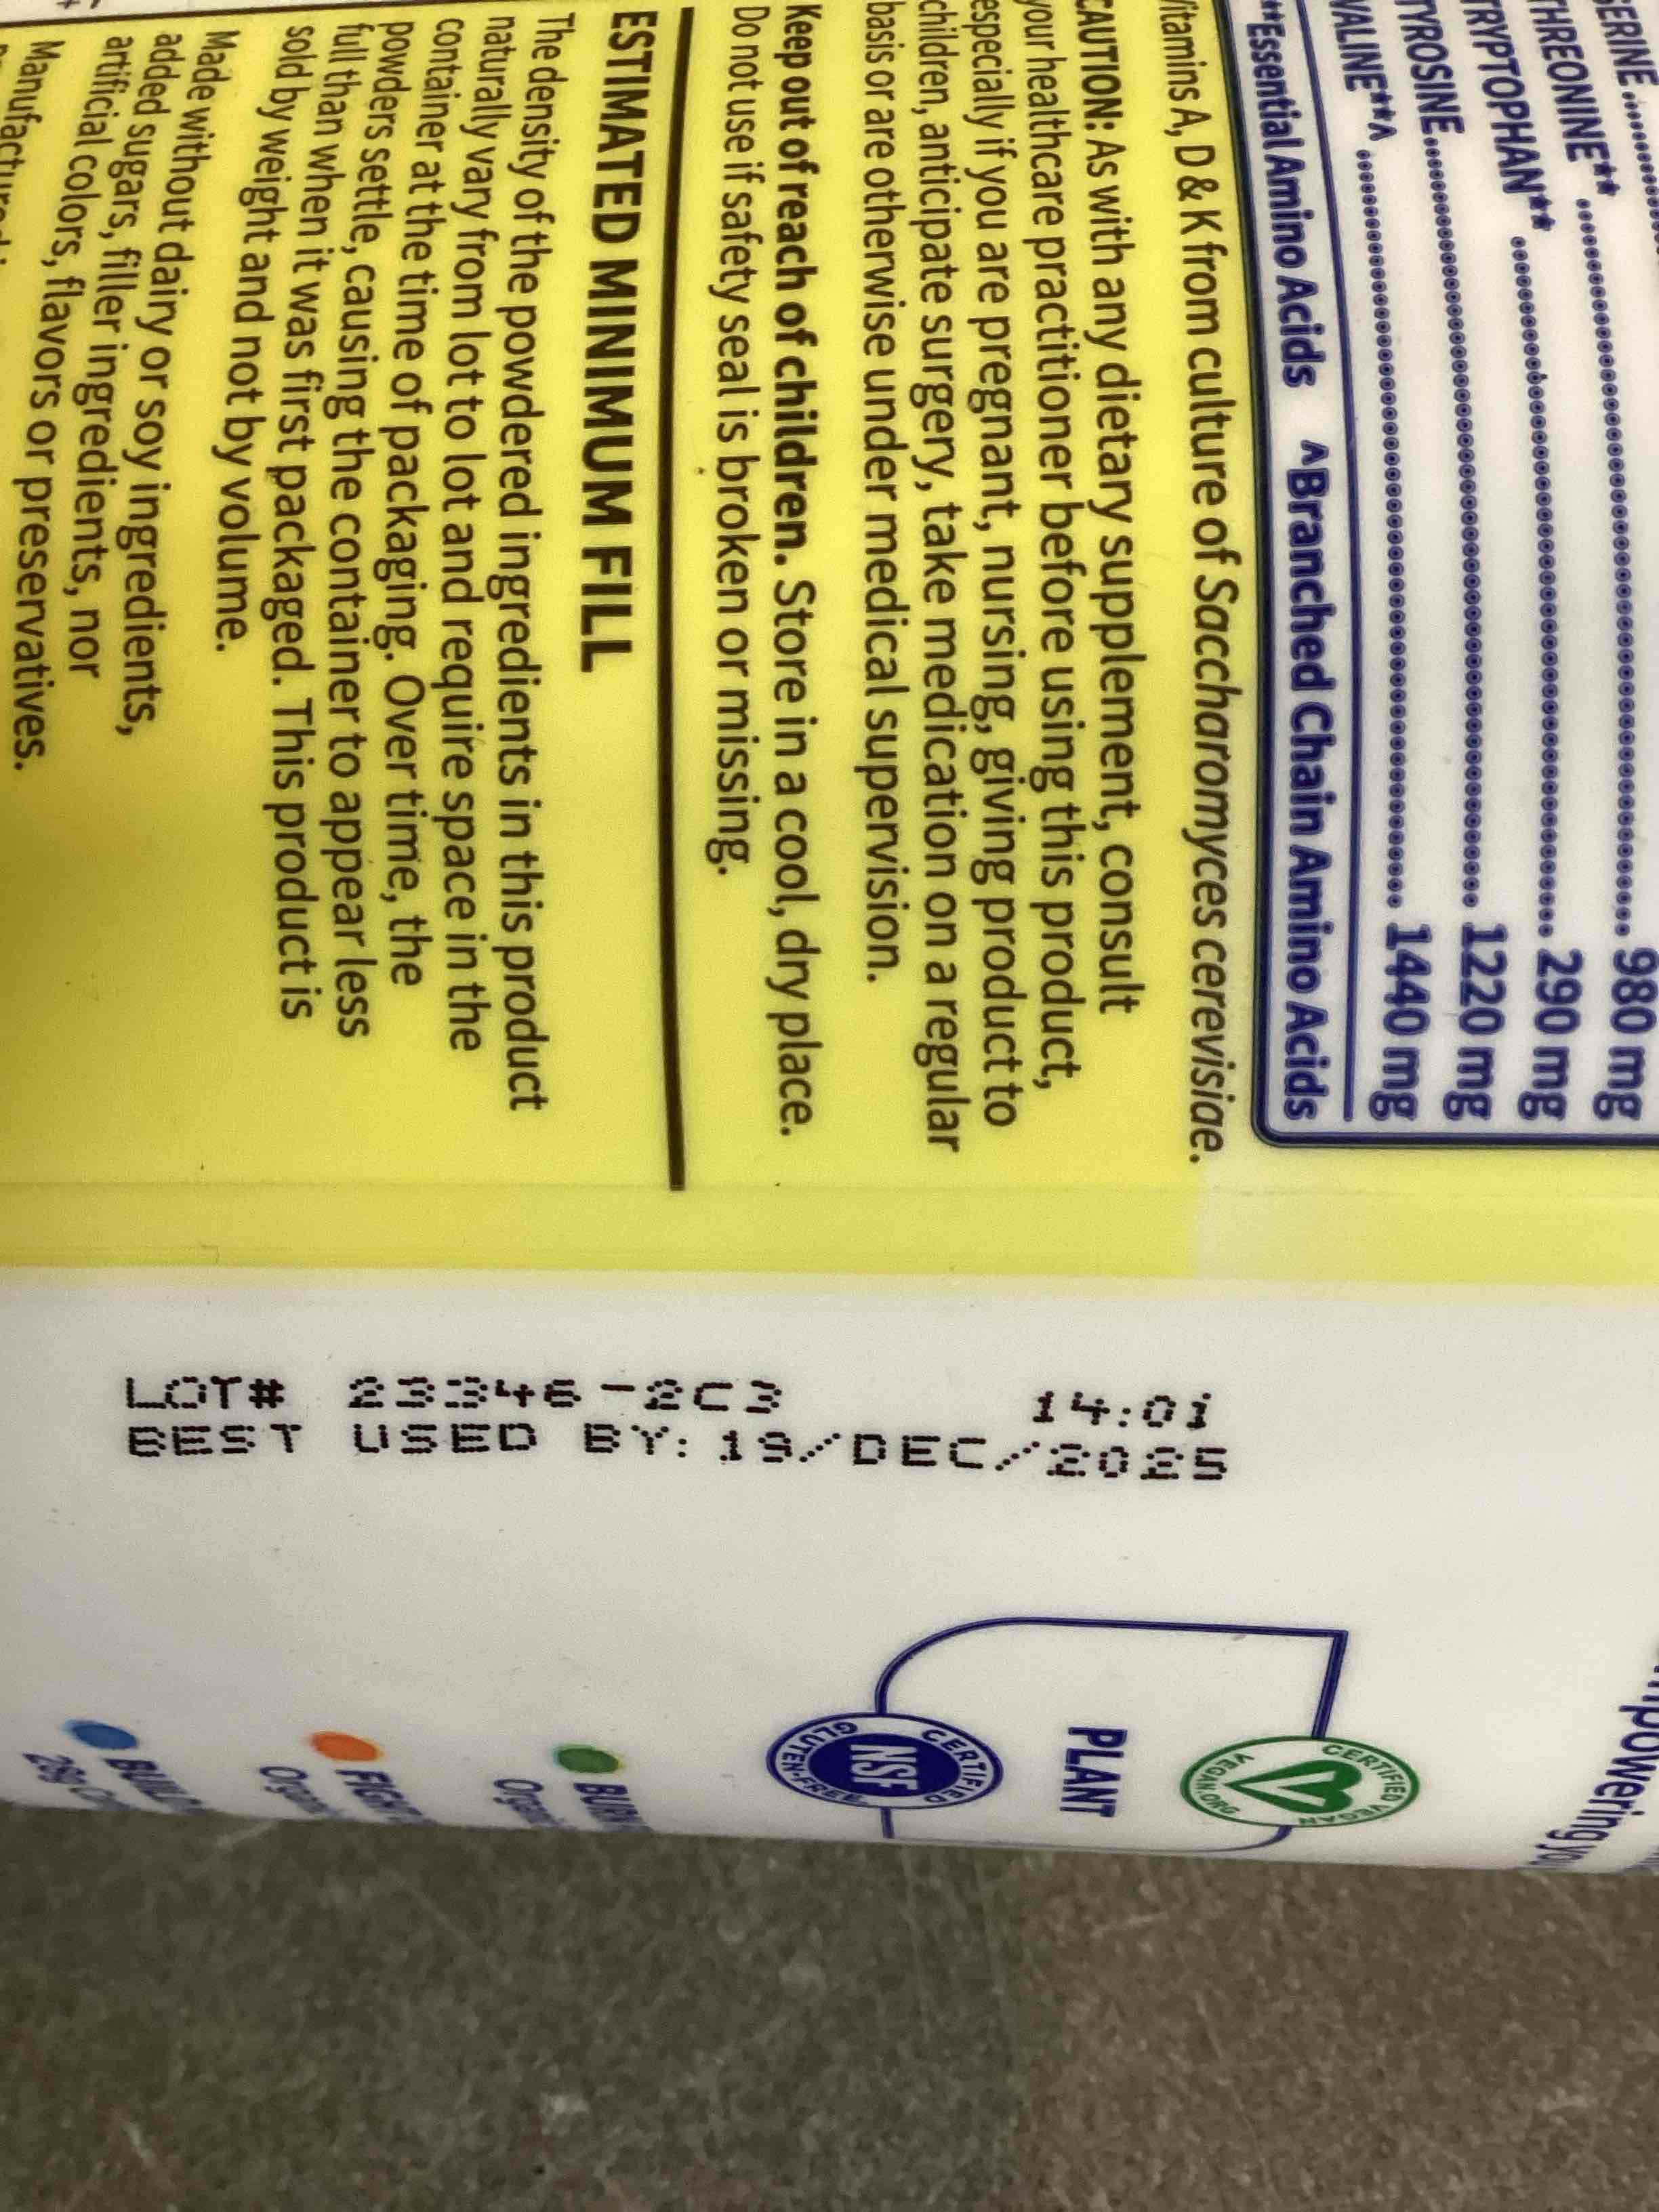 SERINE 980 mg
THREONINE** 290 mg
TRYPTOPHAN** 1220 mg
TYROSINE 1440 mg
VALINE**^
**Essential Amino Acids ^Branched Chain Amino Acids
Vitamins A, D & K from culture of Saccharomyces cerevisiae.
CAUTION: As with any dietary supplement, consult
your healthcare practitioner before using this product,
especially if you are pregnant, nursing, giving product to
children, anticipate surgery, take medication on a regular
basis or are otherwise under medical supervision.
Keep out of reach of children. Store in a cool, dry place.
Do not use if safety seal is broken or missing.
ESTIMATED MINIMUM FILL
The density of the powdered ingredients in this product
naturally vary from lot to lot and require space in the
container at the time of packaging. Over time, the
powders settle, causing the container to appear less
full than when it was first packaged. This product is
sold by weight and not by volume.
Made without dairy or soy ingredients,
added sugars, filler ingredients, nor
artificial colors, flavors or preservatives.
LOT# 23346-2C3 14:01
BEST USED BY: 19/DEC/2025
CERTIFIED VEGAN
VEGAN.ORG
PLANT
CERTIFIED
NSF
GLUTEN-FREE